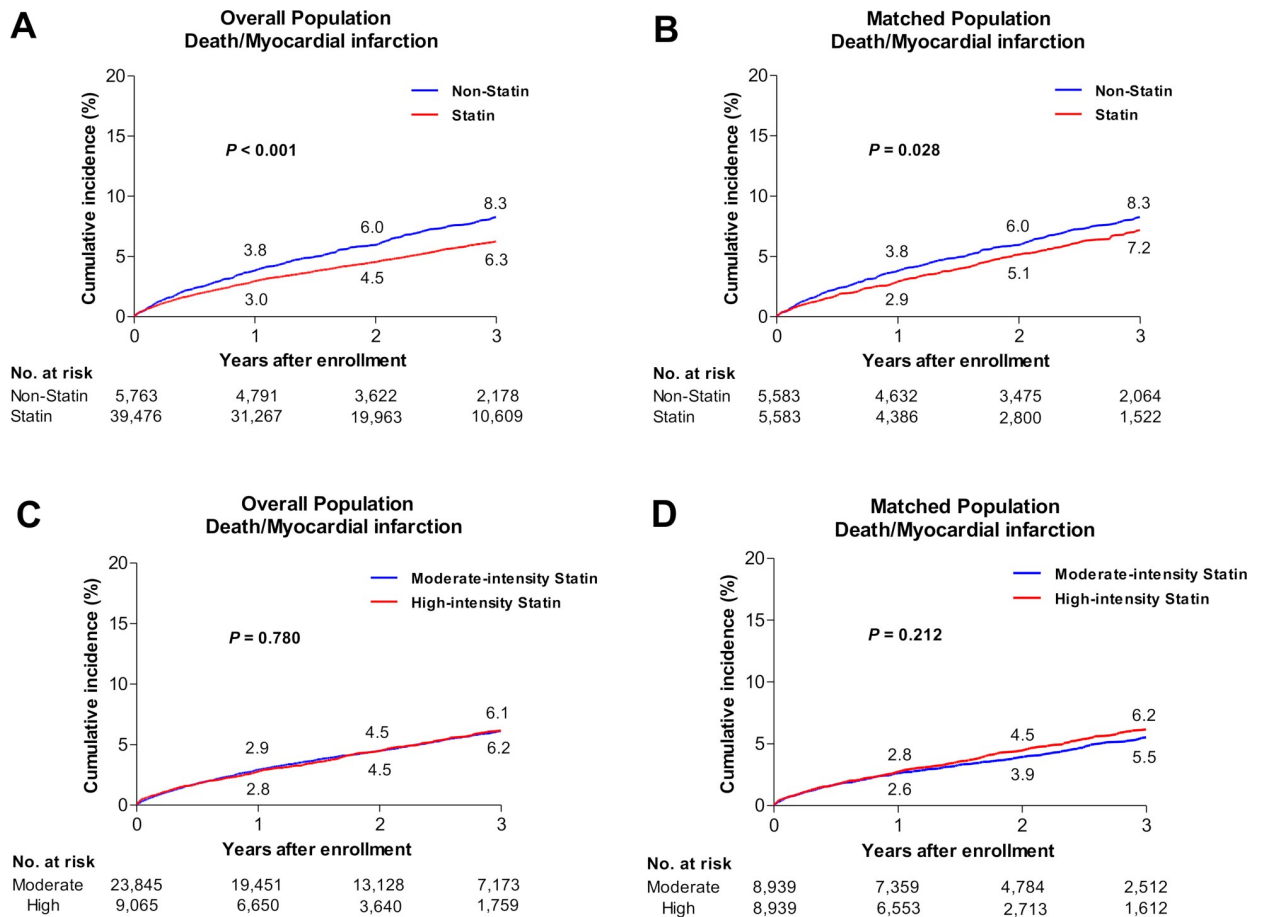 A
Overall Population
Death/Myocardial infarction
Cumulative incidence (%)
20
15
10
5
0
Non-Statin
Statin
P < 0.001
3.8
6.0
8.3
3.0
4.5
6.3
0 1 2 3
Years after enrollment
No. at risk
Non-Statin 5,763 4,791 3,622 2,178
Statin 39,476 31,267 19,963 10,609
B
Matched Population
Death/Myocardial infarction
Cumulative incidence (%)
20
15
10
5
0
Non-Statin
Statin
P = 0.028
3.8
6.0
8.3
2.9
5.1
7.2
0 1 2 3
Years after enrollment
No. at risk
Non-Statin 5,583 4,632 3,475 2,064
Statin 5,583 4,386 2,800 1,522
C
Overall Population
Death/Myocardial infarction
Cumulative incidence (%)
20
15
10
5
0
Moderate-intensity Statin
High-intensity Statin
P = 0.780
2.9
4.5
6.1
2.8
4.5
6.2
0 1 2 3
Years after enrollment
No. at risk
Moderate 23,845 19,451 13,128 7,173
High 9,065 6,650 3,640 1,759
D
Matched Population
Death/Myocardial infarction
Cumulative incidence (%)
20
15
10
5
0
Moderate-intensity Statin
High-intensity Statin
P = 0.212
2.8
4.5
6.2
2.6
3.9
5.5
0 1 2 3
Years after enrollment
No. at risk
Moderate 8,939 7,359 4,784 2,512
High 8,939 6,553 2,713 1,612